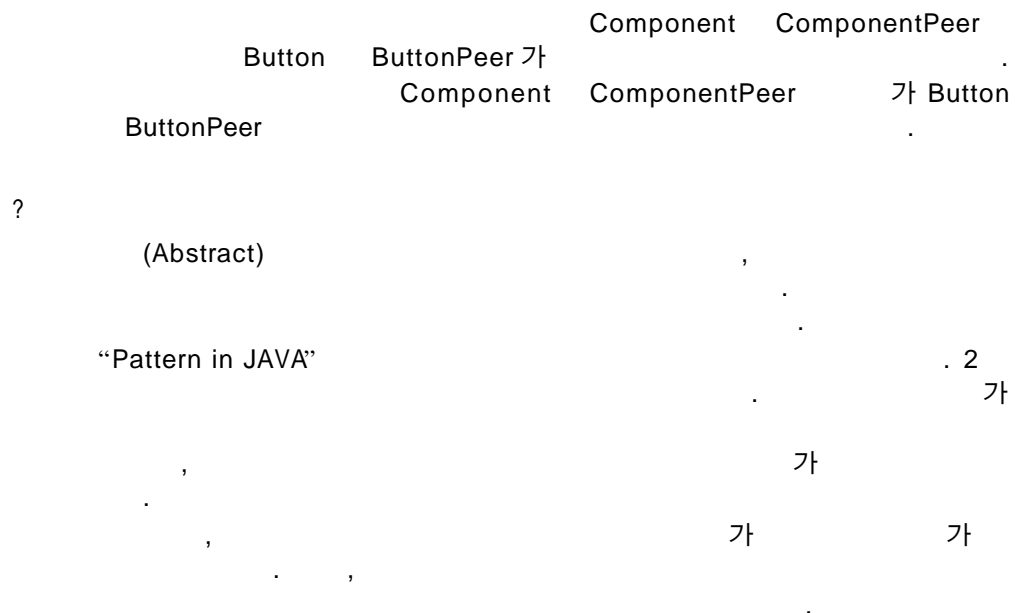 Component ComponentPeer
Button ButtonPeer 가 .
Component ComponentPeer 가 Button
ButtonPeer .
?
(Abstract) ,
.
.
“Pattern in JAVA” . 2
. 가
, 가
.
, 가 가
. ,
.